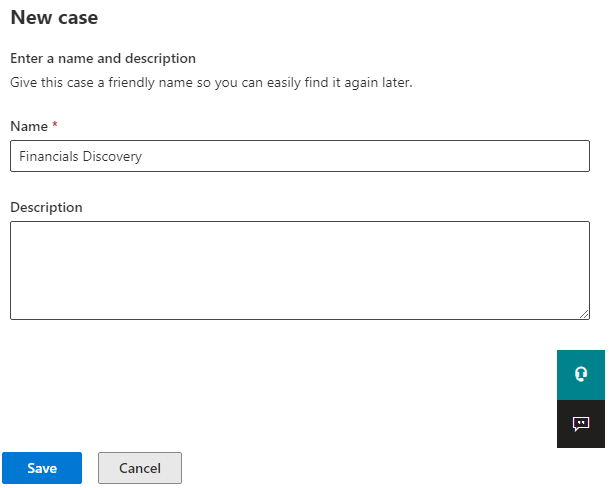 New case
Enter a name and description
Give this case a friendly name so you can easily find it again later.
Name *
Financials Discovery
Description
Save
Cancel